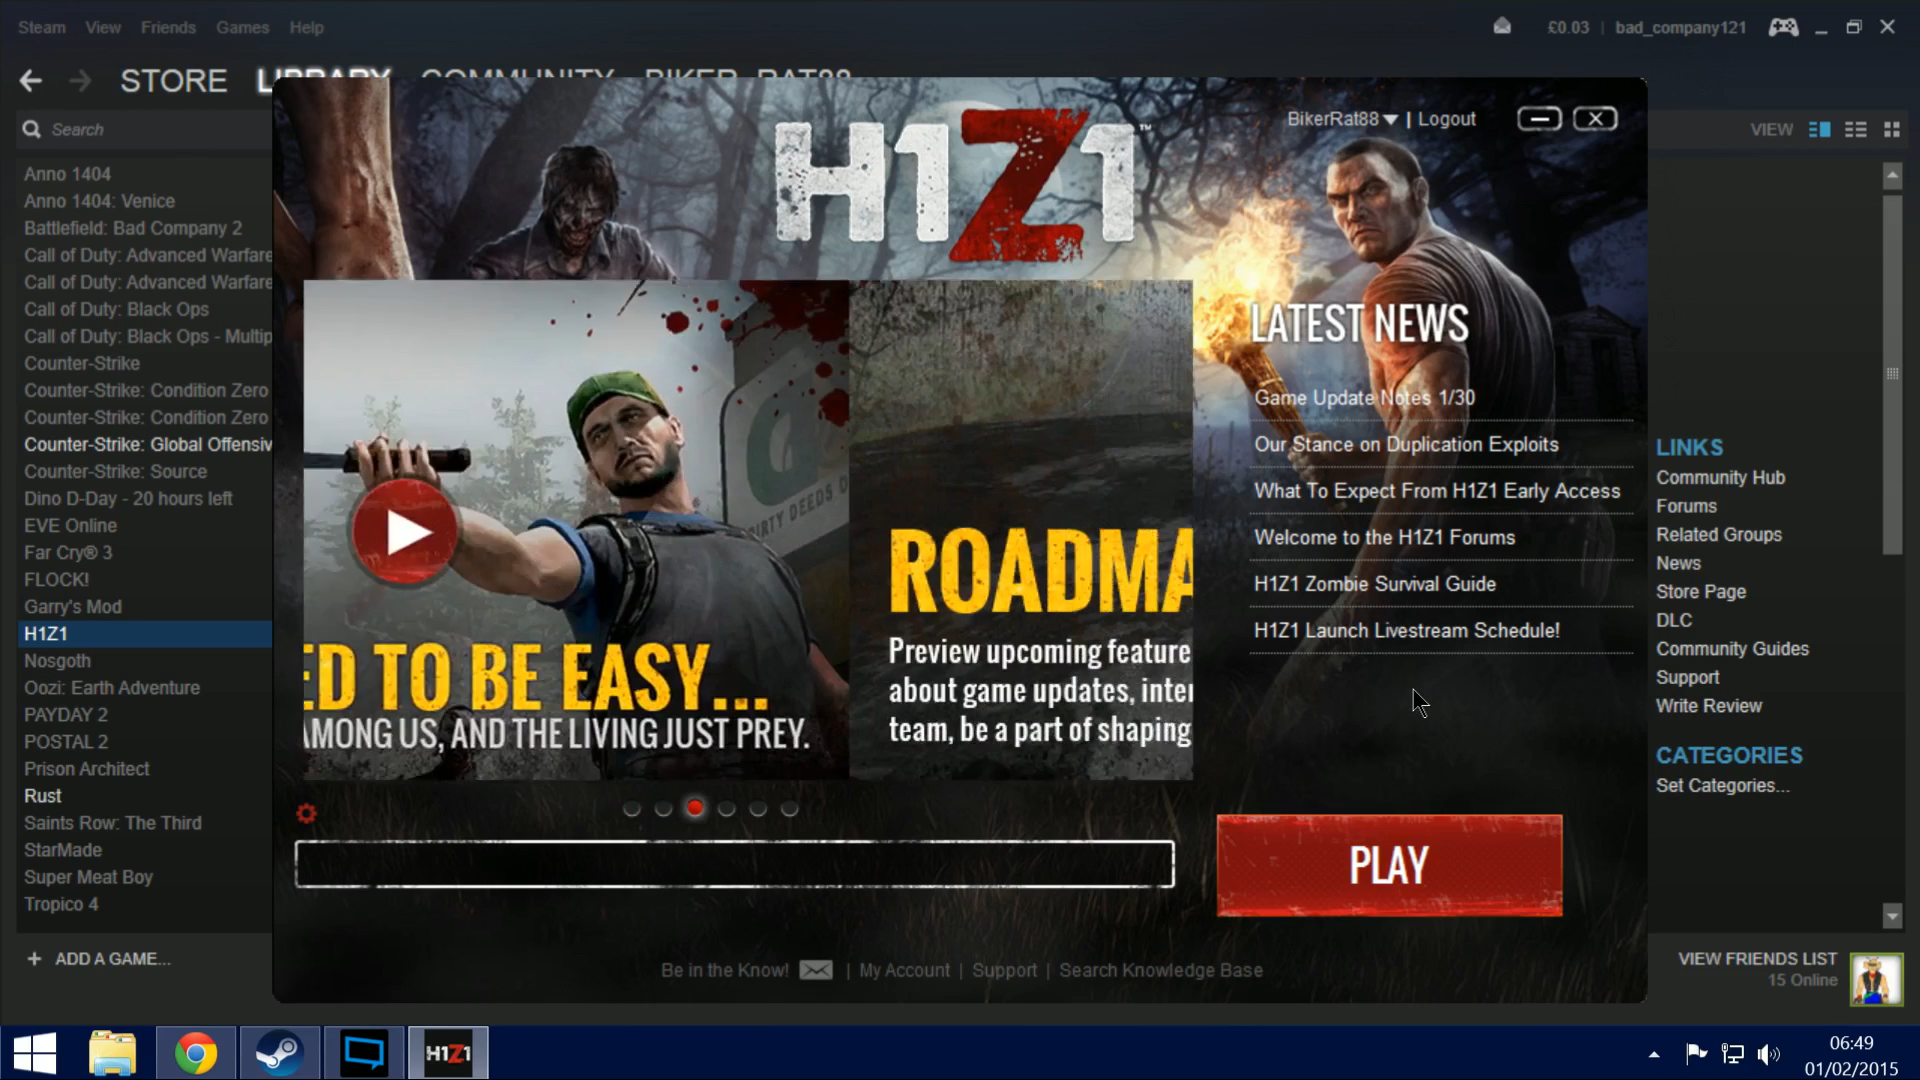 Steam View Friends Games Help
£0.03 | bad_company121
STORE LIBRARY COMMUNITY BIKER_RAT88
Search
VIEW
Anno 1404
Anno 1404: Venice
Battlefield: Bad Company 2
Call of Duty: Advanced Warfare
Call of Duty: Advanced Warfare
Call of Duty: Black Ops
Call of Duty: Black Ops - Multip
Counter-Strike
Counter-Strike: Condition Zero
Counter-Strike: Condition Zero
Counter-Strike: Global Offensiv
Counter-Strike: Source
Dino D-Day - 20 hours left
EVE Online
Far Cry® 3
FLOCK!
Garry's Mod
H1Z1
Nosgoth
Oozi: Earth Adventure
PAYDAY 2
POSTAL 2
Prison Architect
Rust
Saints Row: The Third
StarMade
Super Meat Boy
Tropico 4
+ ADD A GAME...
H1Z1™
BikerRat88 | Logout
DIRTY DEEDS
ED TO BE EASY...
AMONG US, AND THE LIVING JUST PREY.
ROADMA
Preview upcoming feature
about game updates, inter
team, be a part of shaping
LATEST NEWS
Game Update Notes 1/30
Our Stance on Duplication Exploits
What To Expect From H1Z1 Early Access
Welcome to the H1Z1 Forums
H1Z1 Zombie Survival Guide
H1Z1 Launch Livestream Schedule!
PLAY
Be in the Know! | My Account | Support | Search Knowledge Base
LINKS
Community Hub
Forums
Related Groups
News
Store Page
DLC
Community Guides
Support
Write Review
CATEGORIES
Set Categories...
VIEW FRIENDS LIST
15 Online
H1Z1
06:49
01/02/2015